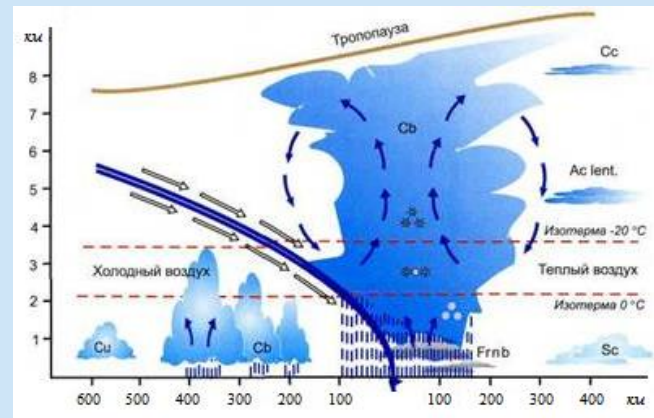 км
Тропопауза
Cc
8
7
Cb
6
5
Ac lent.
4
Изотерма -20 °C
3
Холодный воздух
Теплый воздух
2
Изотерма 0 °C
1
Cu
Cb
Frnb
Sc
600 500 400 300 200 100 0 100 200 300 400 км